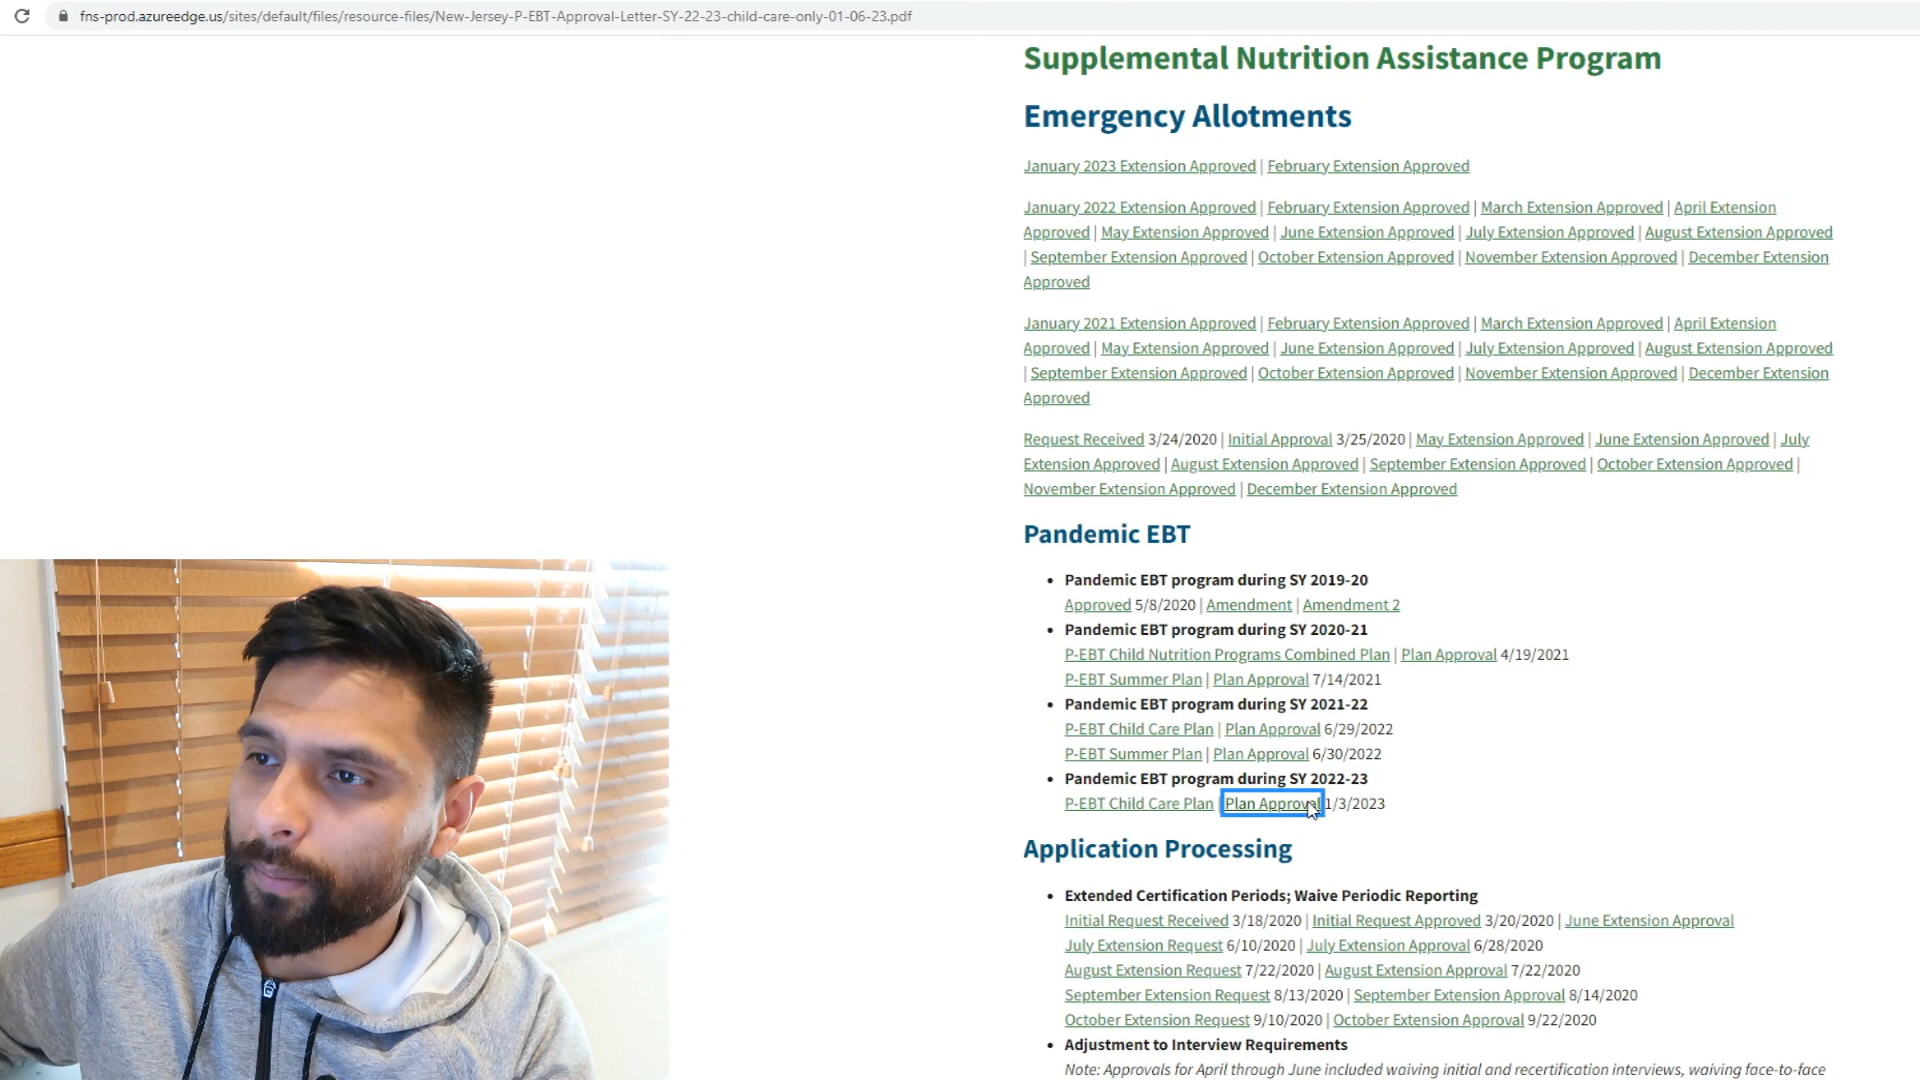 fns-prod.azureedge.us/sites/default/files/resource-files/New-Jersey-P-EBT-Approval-Letter-SY-22-23-child-care-only-01-06-23.pdf
Supplemental Nutrition Assistance Program
Emergency Allotments
January 2023 Extension Approved | February Extension Approved
January 2022 Extension Approved | February Extension Approved | March Extension Approved | April Extension
Approved | May Extension Approved | June Extension Approved | July Extension Approved | August Extension Approved
| September Extension Approved | October Extension Approved | November Extension Approved | December Extension
Approved
January 2021 Extension Approved | February Extension Approved | March Extension Approved | April Extension
Approved | May Extension Approved | June Extension Approved | July Extension Approved | August Extension Approved
| September Extension Approved | October Extension Approved | November Extension Approved | December Extension
Approved
Request Received 3/24/2020 | Initial Approval 3/25/2020 | May Extension Approved | June Extension Approved | July
Extension Approved | August Extension Approved | September Extension Approved | October Extension Approved |
November Extension Approved | December Extension Approved
Pandemic EBT
• Pandemic EBT program during SY 2019-20
Approved 5/8/2020 | Amendment | Amendment 2
• Pandemic EBT program during SY 2020-21
P-EBT Child Nutrition Programs Combined Plan | Plan Approval 4/19/2021
P-EBT Summer Plan | Plan Approval 7/14/2021
• Pandemic EBT program during SY 2021-22
P-EBT Child Care Plan | Plan Approval 6/29/2022
P-EBT Summer Plan | Plan Approval 6/30/2022
• Pandemic EBT program during SY 2022-23
P-EBT Child Care Plan | Plan Approval 1/3/2023
Application Processing
• Extended Certification Periods; Waive Periodic Reporting
Initial Request Received 3/18/2020 | Initial Request Approved 3/20/2020 | June Extension Approval
July Extension Request 6/10/2020 | July Extension Approval 6/28/2020
August Extension Request 7/22/2020 | August Extension Approval 7/22/2020
September Extension Request 8/13/2020 | September Extension Approval 8/14/2020
October Extension Request 9/10/2020 | October Extension Approval 9/22/2020
• Adjustment to Interview Requirements
Note: Approvals for April through June included waiving initial and recertification interviews, waiving face-to-face